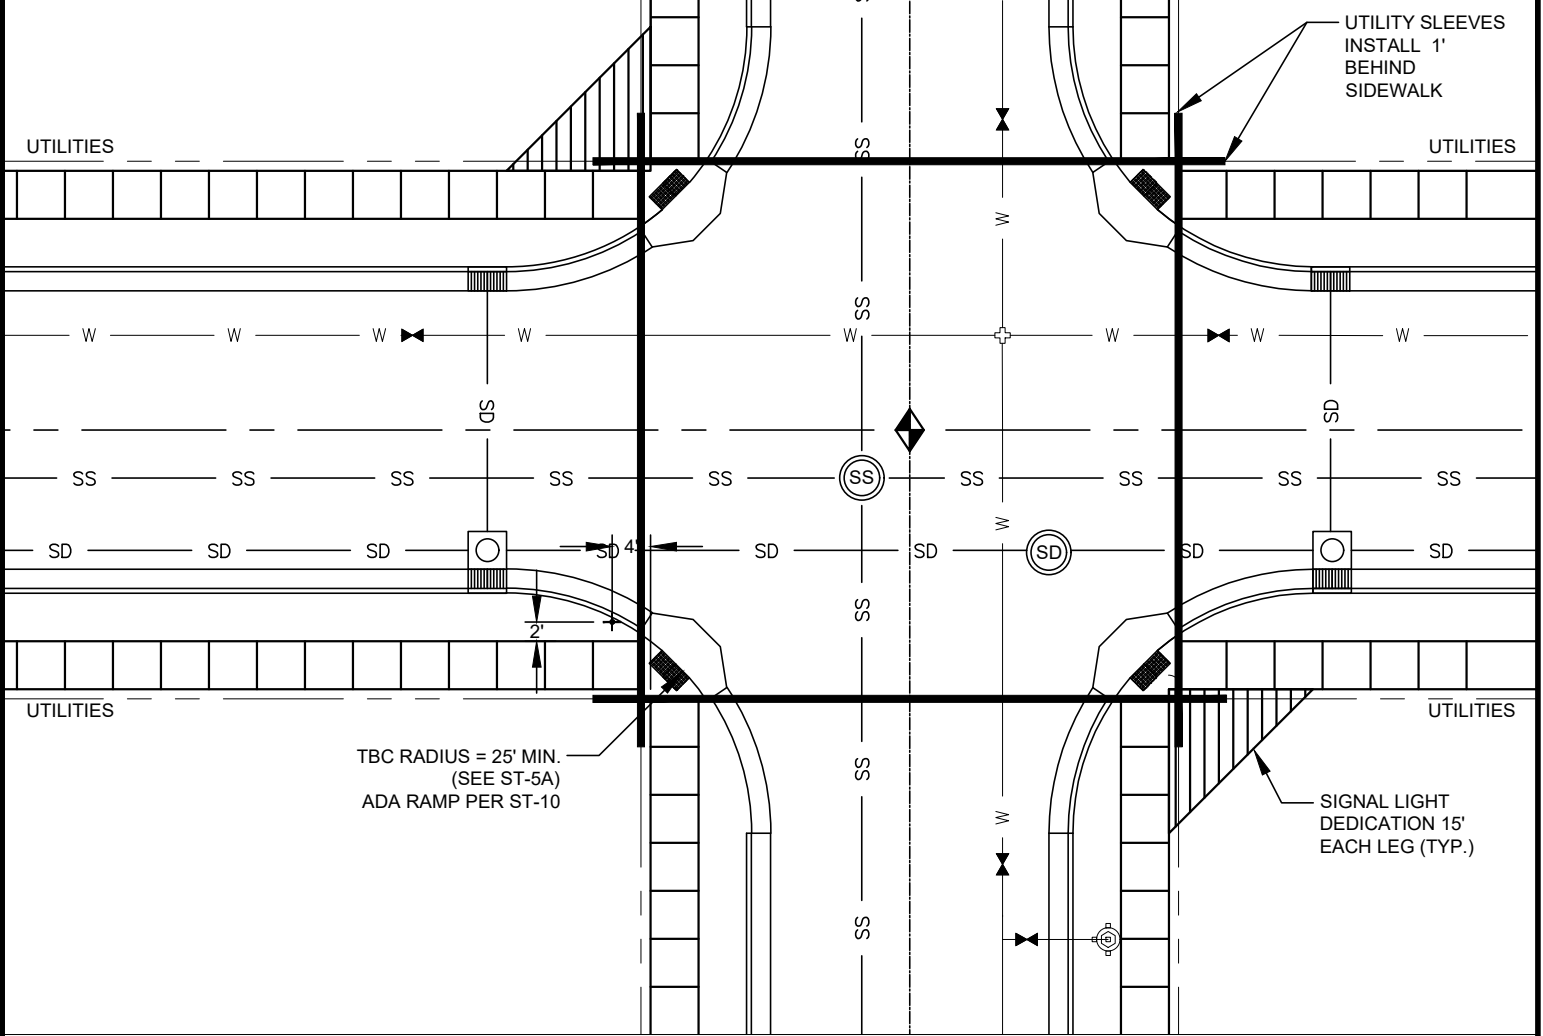 UTILITY SLEEVES
INSTALL 1'
BEHIND
SIDEWALK
UTILITIES
UTILITIES
SS
W
W W W W W W W W
SS
SD
SD
SS SS SS SS SS SS SS SS SS SS
W
SD SD SD SD 4' SD SD SD SD SD
2'
SS
UTILITIES
UTILITIES
TBC RADIUS = 25' MIN.
(SEE ST-5A)
ADA RAMP PER ST-10
SS
SIGNAL LIGHT
DEDICATION 15'
EACH LEG (TYP.)
W
SS